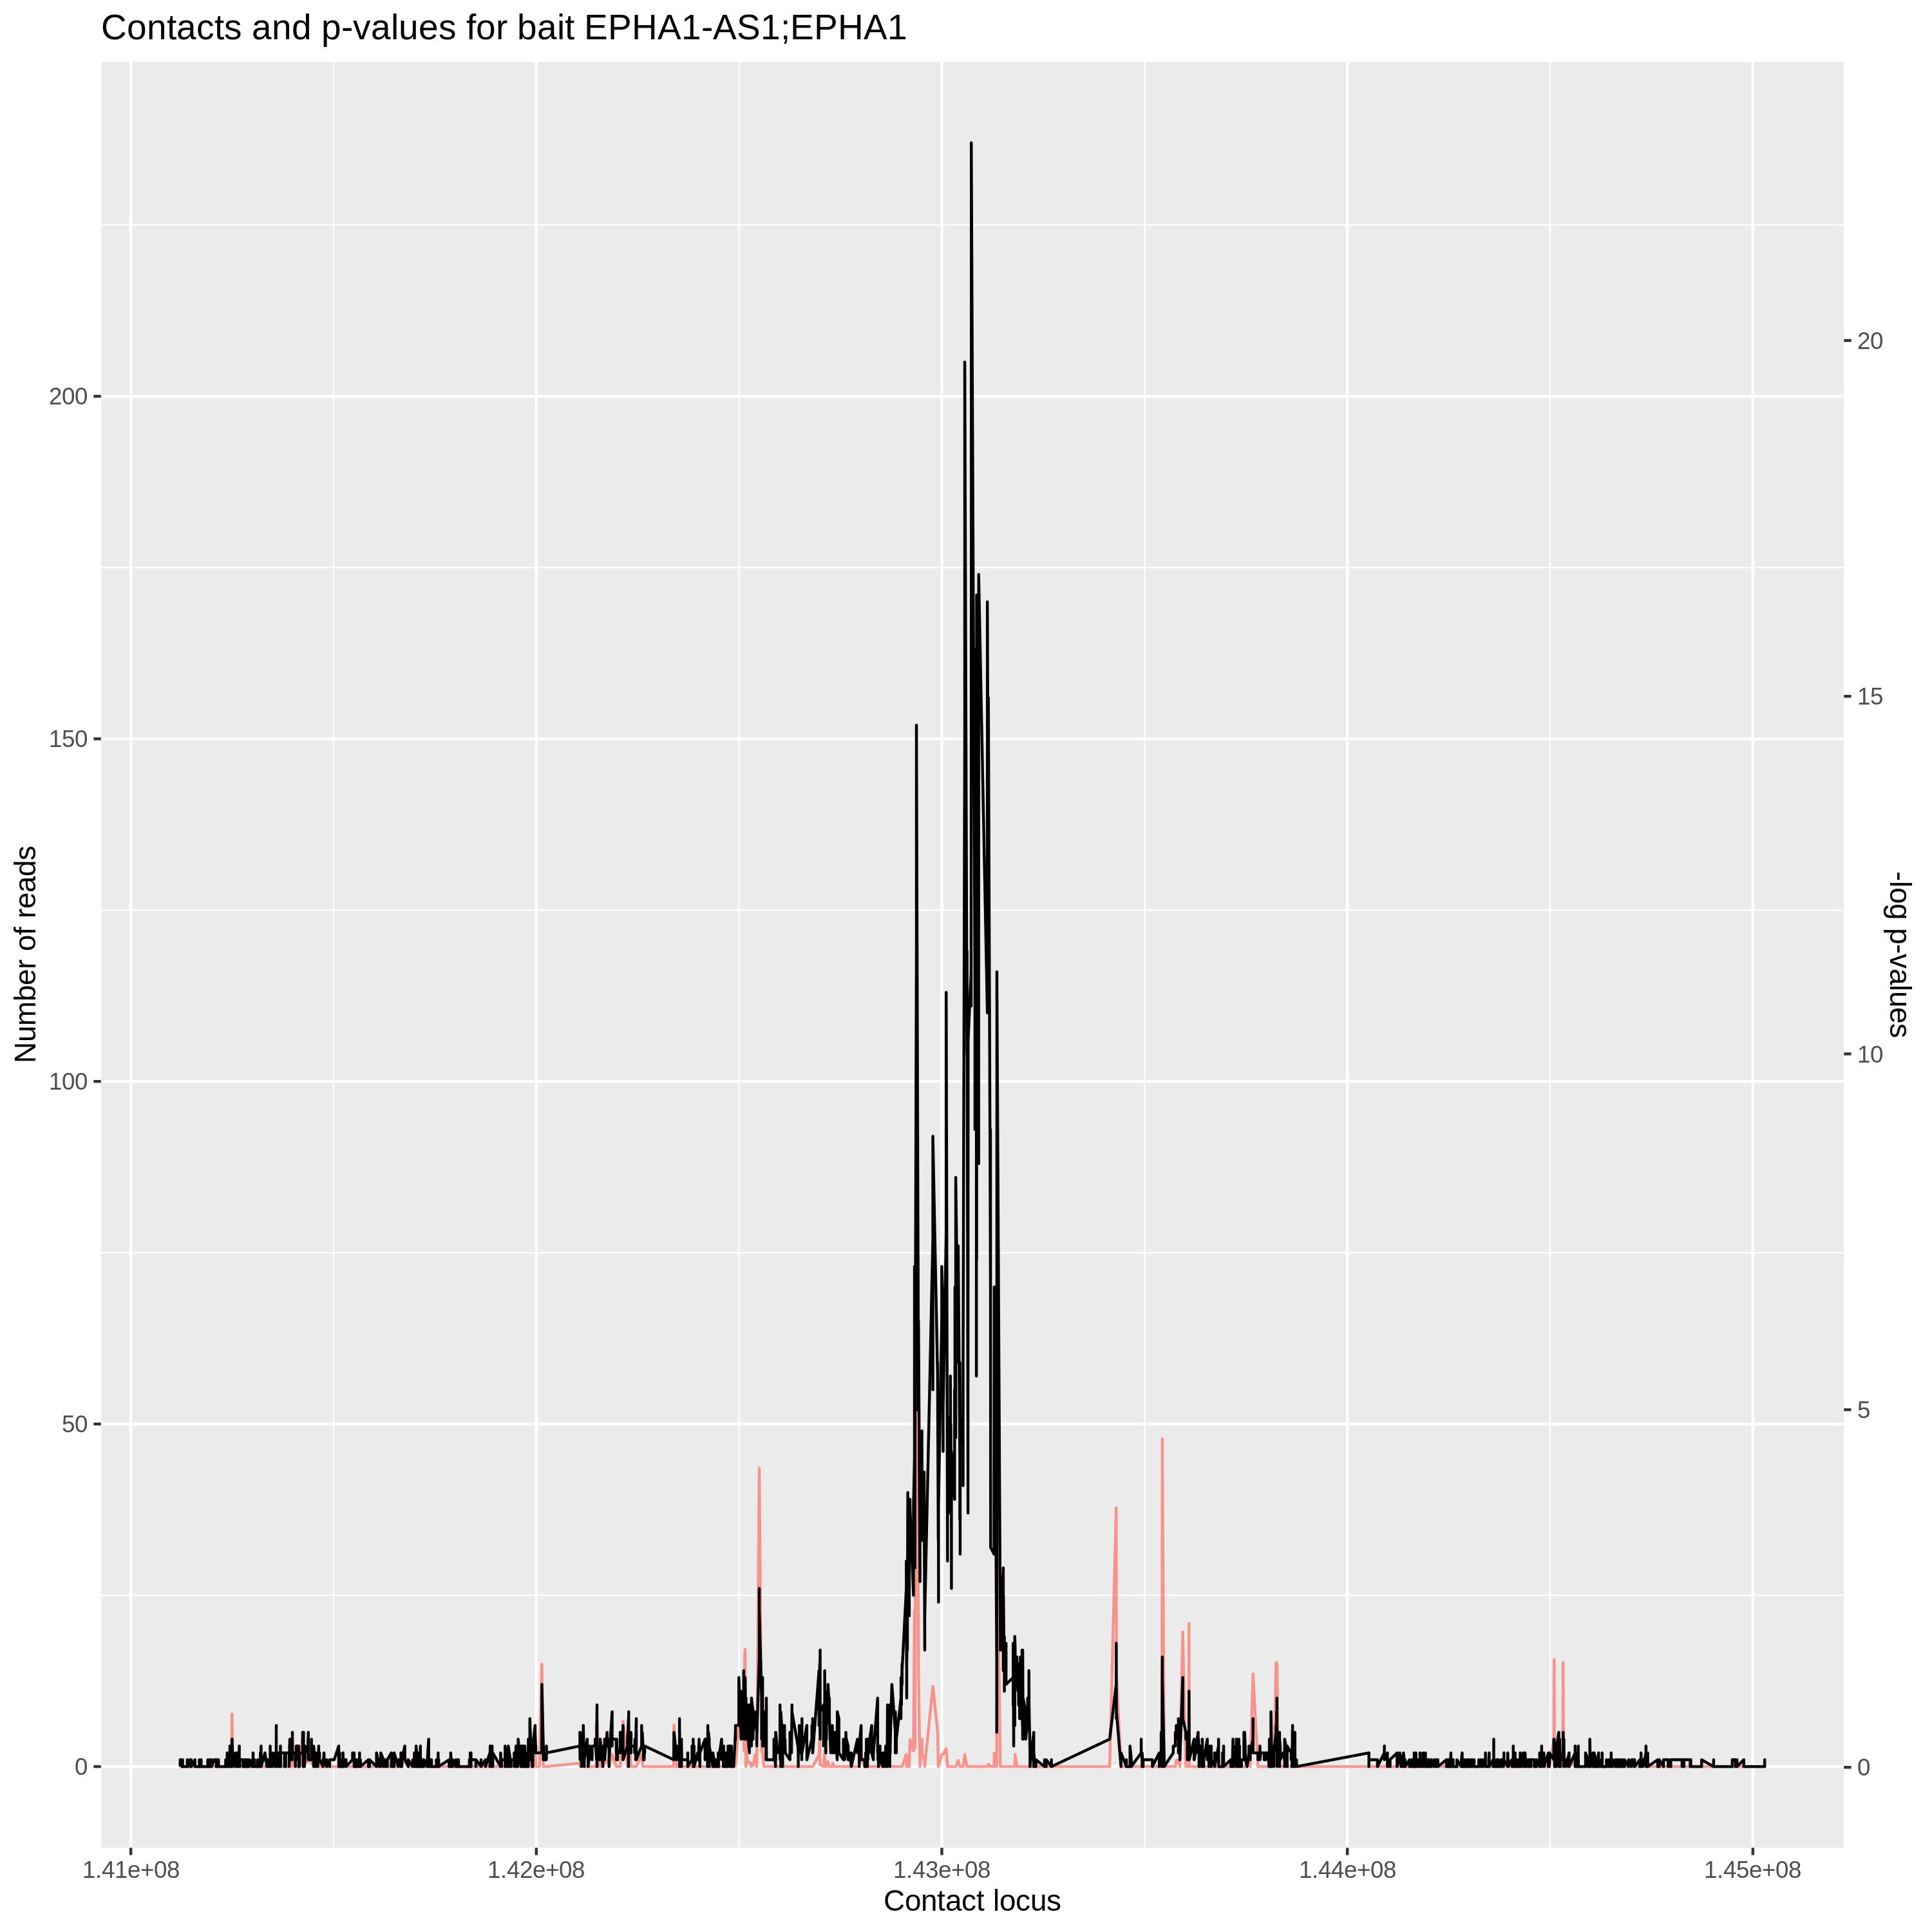 Contacts and p-values for bait EPHA1-AS1;EPHA1
200
150
100
50
0
Number of reads
20
15
10
5
0
-log p-values
1.41e+08 1.42e+08 1.43e+08 1.44e+08 1.45e+08
Contact locus